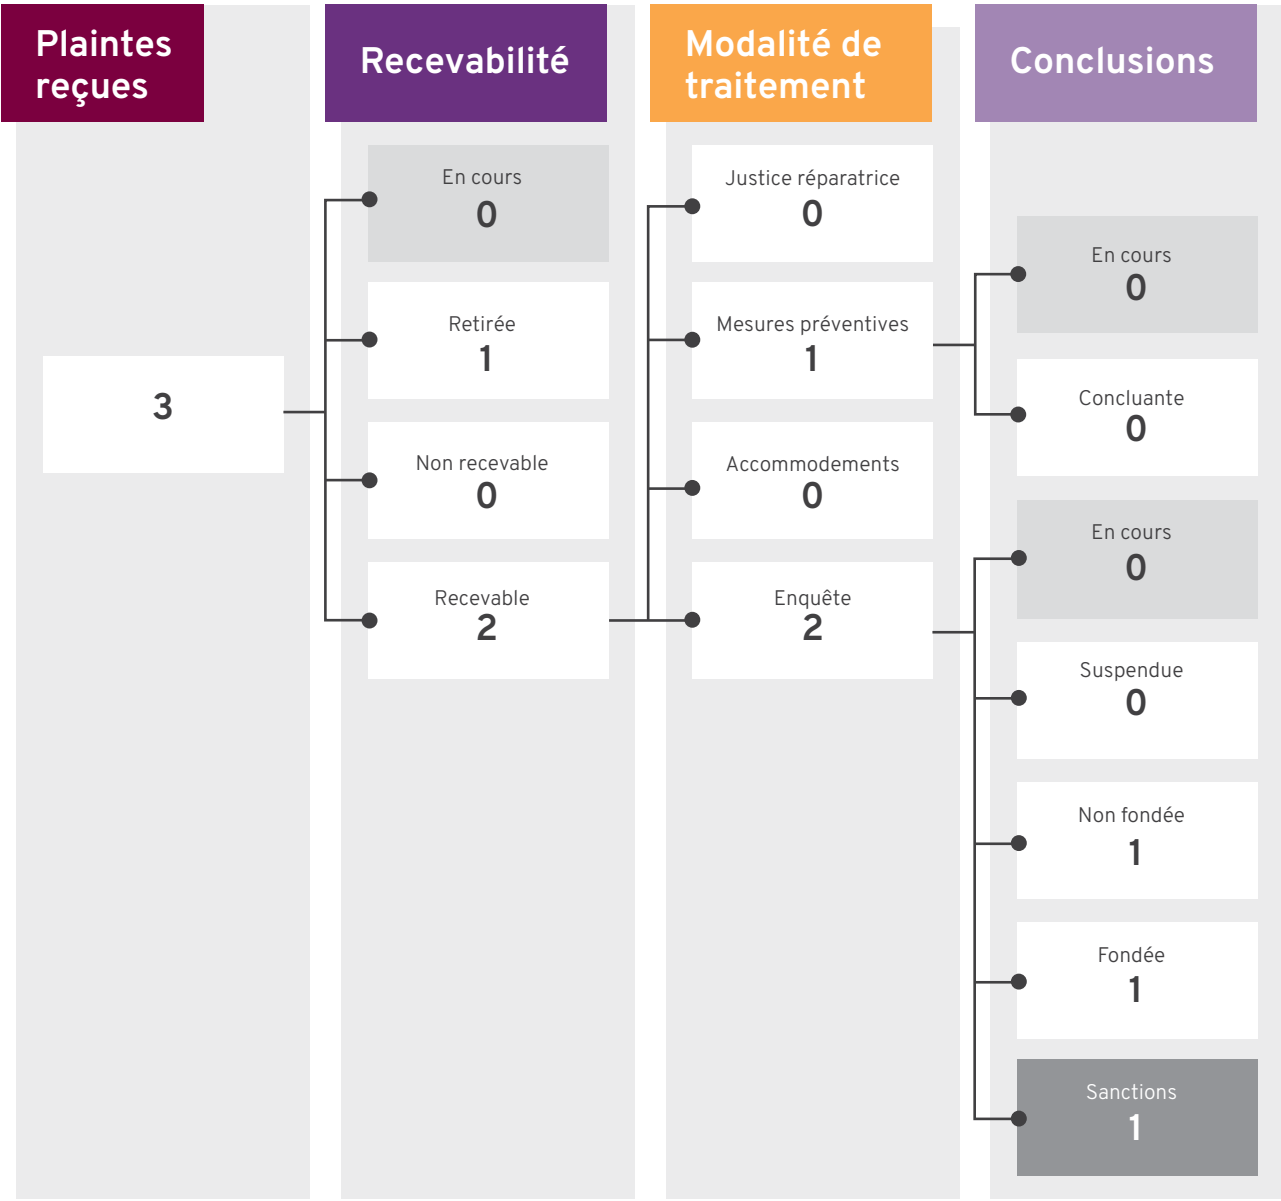 Plaintes
reçues
3
Recevabilité
En cours
0
Retirée
1
Non recevable
0
Recevable
2
Modalité de
traitement
Justice réparatrice
0
Mesures préventives
1
Accommodements
0
Enquête
2
Conclusions
En cours
0
Concluante
0
En cours
0
Suspendue
0
Non fondée
1
Fondée
1
Sanctions
1